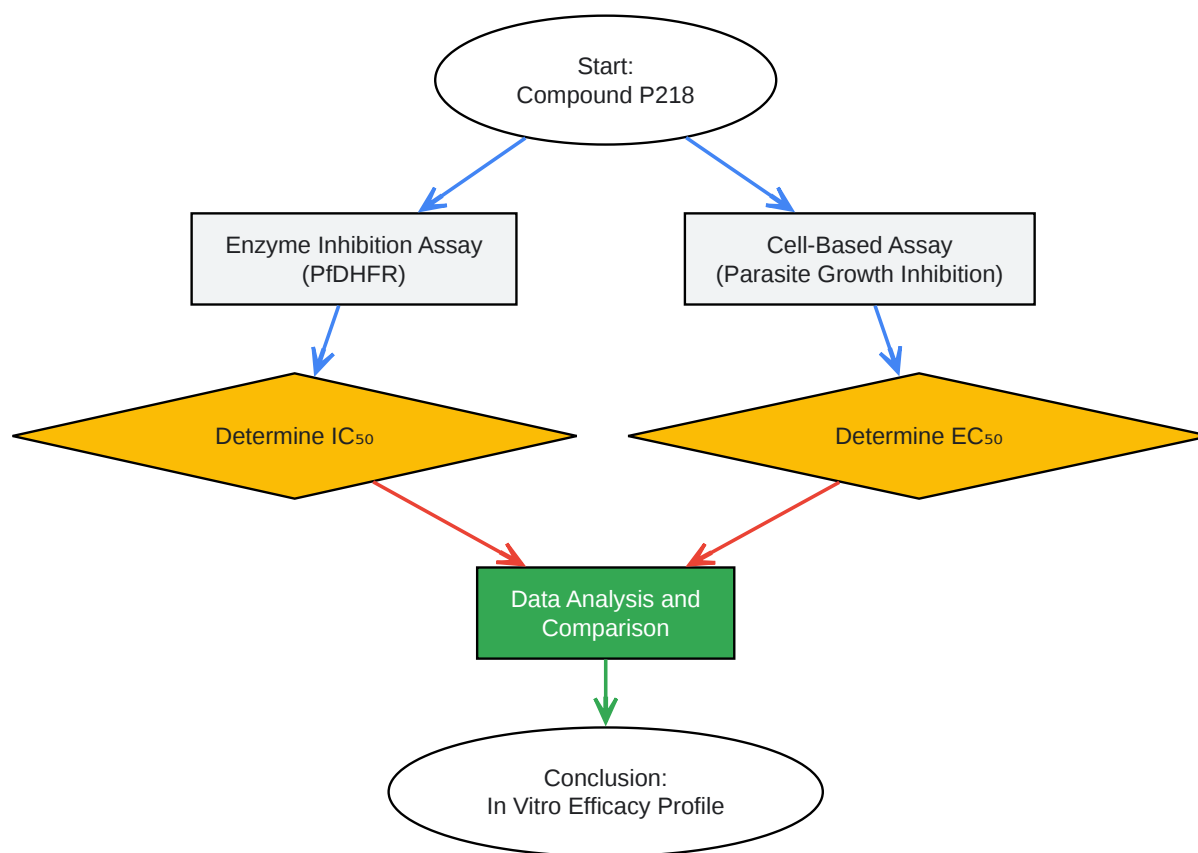 Start:
Compound P218
Enzyme Inhibition Assay
(PfDHFR)
Cell-Based Assay
(Parasite Growth Inhibition)
Determine IC₅₀
Determine EC₅₀
Data Analysis and
Comparison
Conclusion:
In Vitro Efficacy Profile